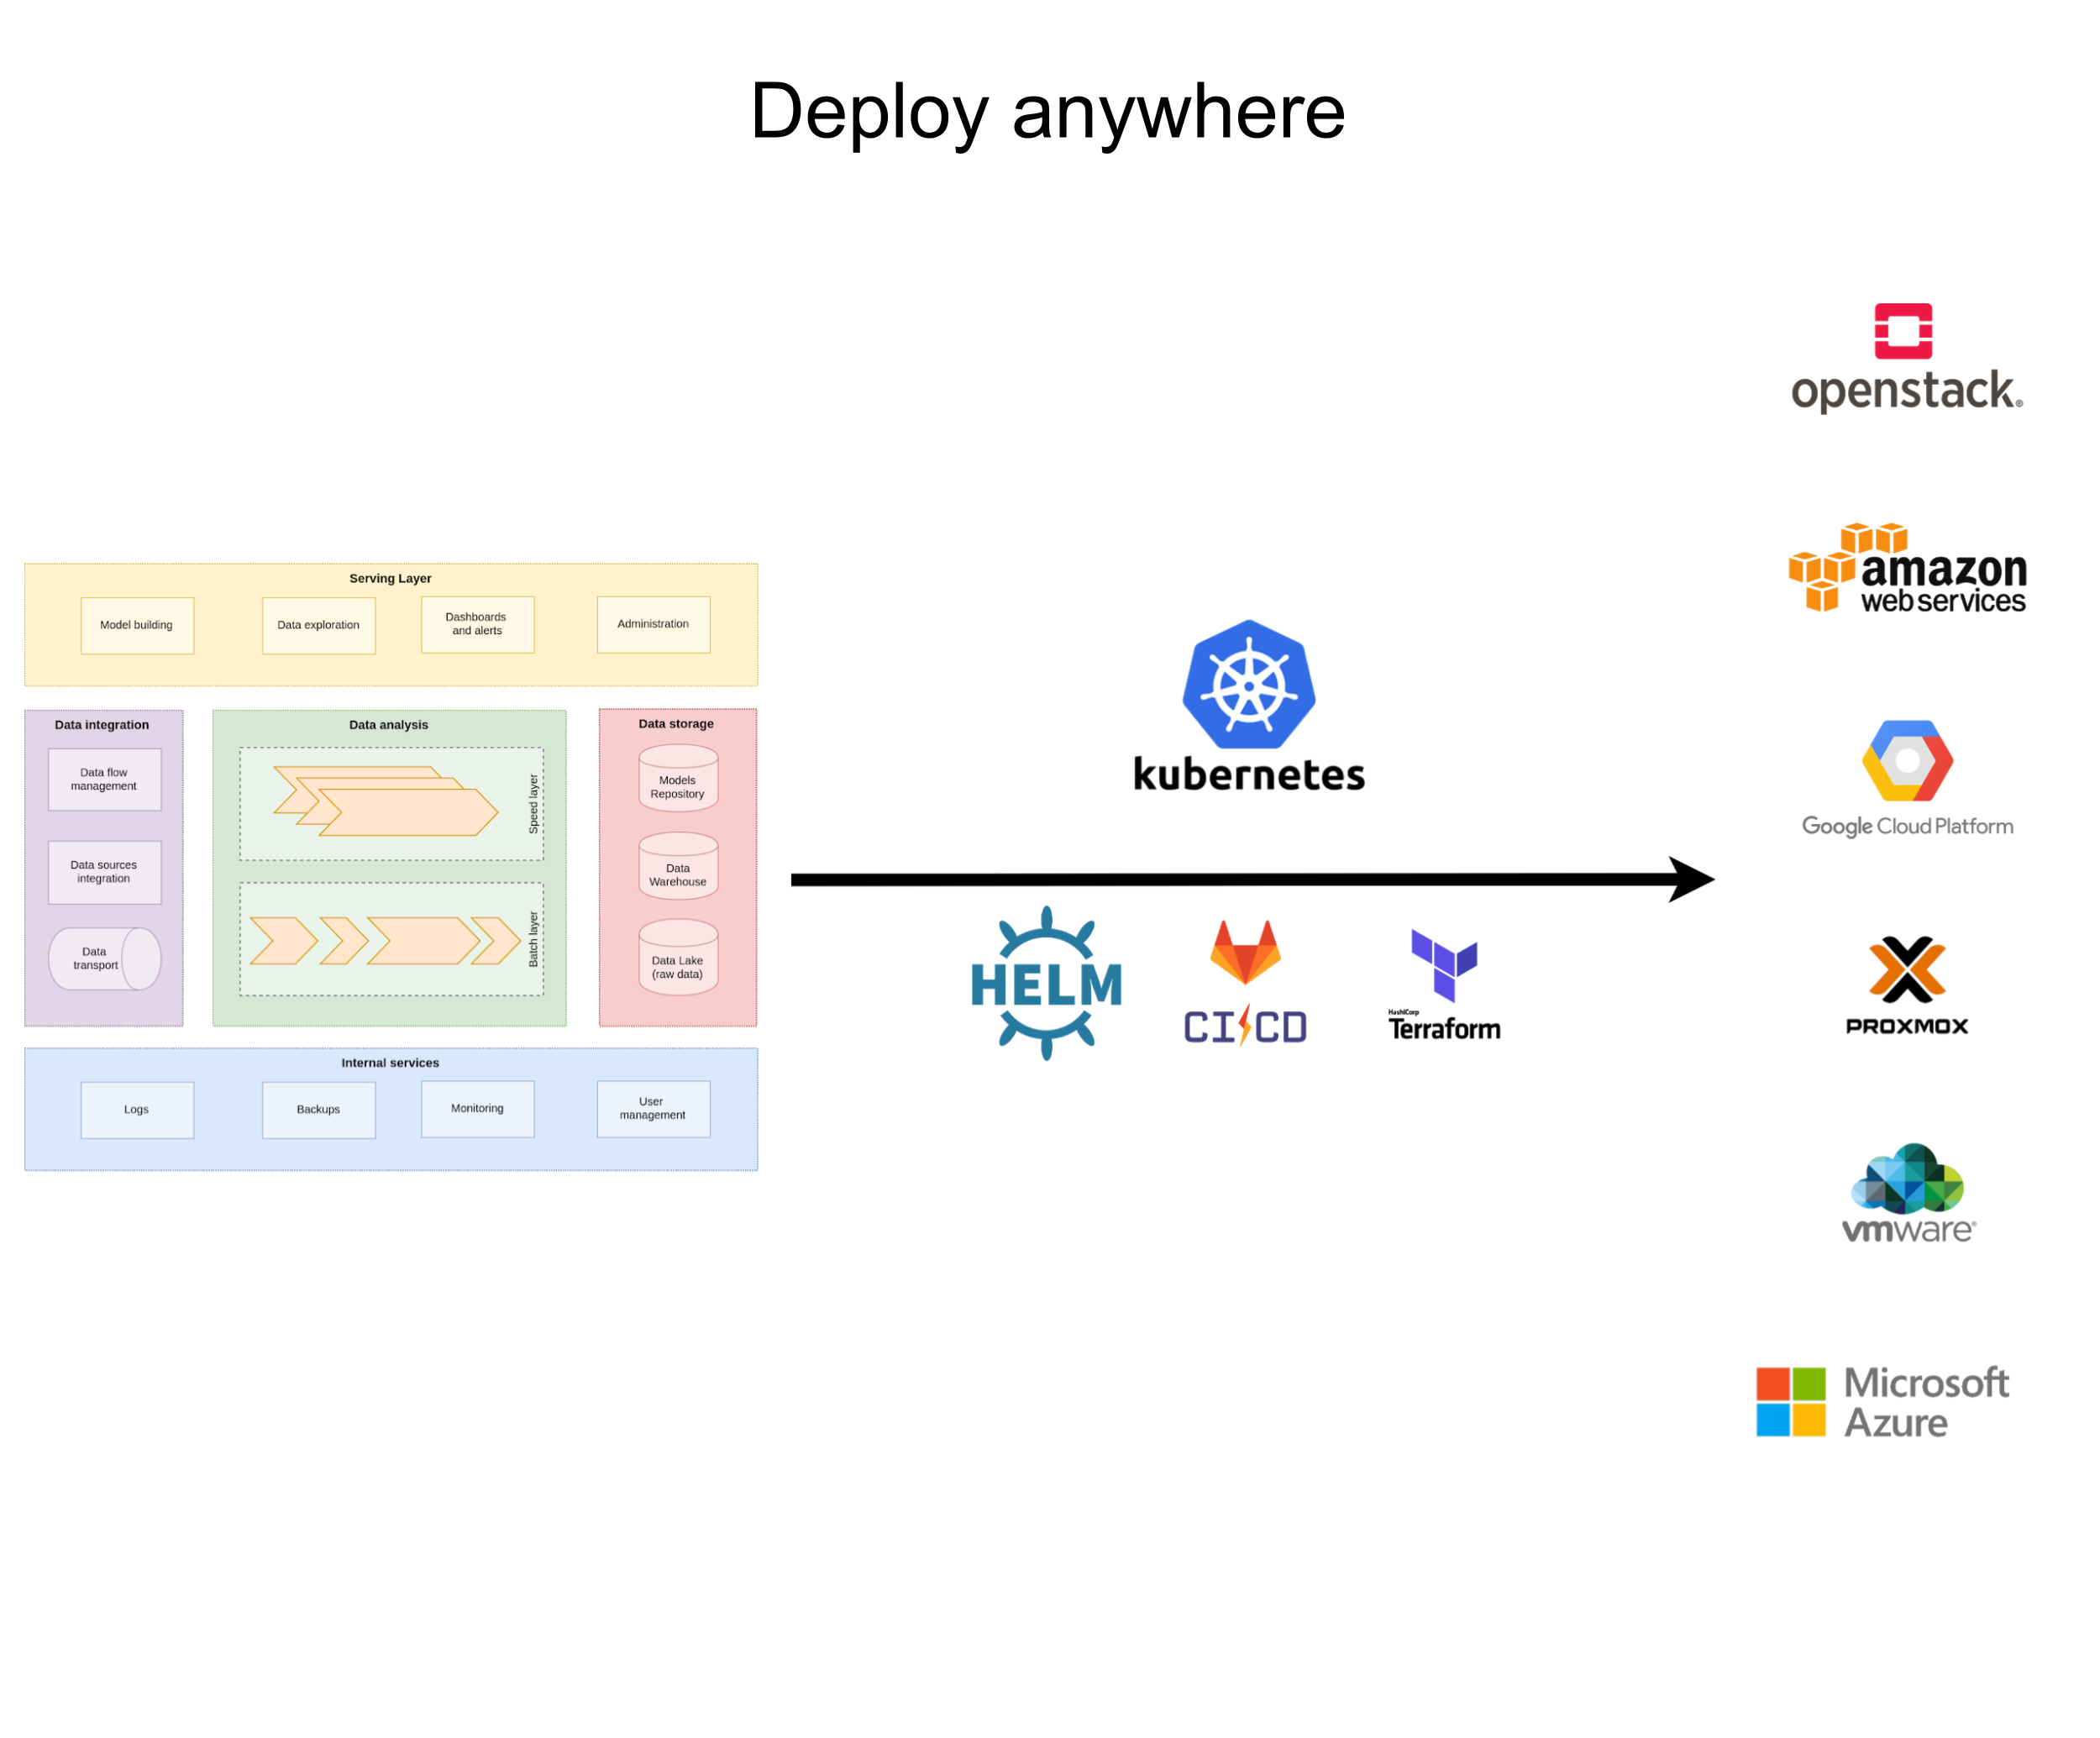 Deploy anywhere
Serving Layer
Model building
Data exploration
Dashboards
and alerts
Administration
Data integration
Data flow
management
Data sources
integration
Data
transport
Data analysis
Speed layer
Batch layer
Data storage
Models
Repository
Data
Warehouse
Data Lake
(raw data)
Internal services
Logs
Backups
Monitoring
User
management
kubernetes
HELM
CI CD
HashiCorp
Terraform
openstack®
amazon
web services
Google Cloud Platform
PROXMOX
vmware®
Microsoft
Azure